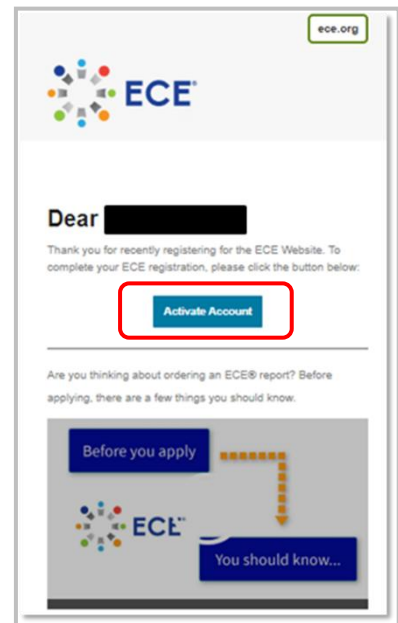 ece.org
ECE®
Dear
Thank you for recently registering for the ECE Website. To
complete your ECE registration, please click the button below:
Activate Account
Are you thinking about ordering an ECE® report? Before
applying, there are a few things you should know.
Before you apply
ECE
You should know...